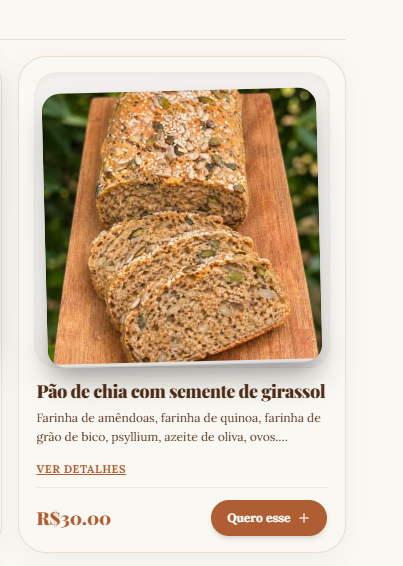 Pão de chia com semente de girassol
Farinha de amêndoas, farinha de quinoa, farinha de
grão de bico, psyllium, azeite de oliva, ovos....
VER DETALHES
R$30.00
Quero esse +